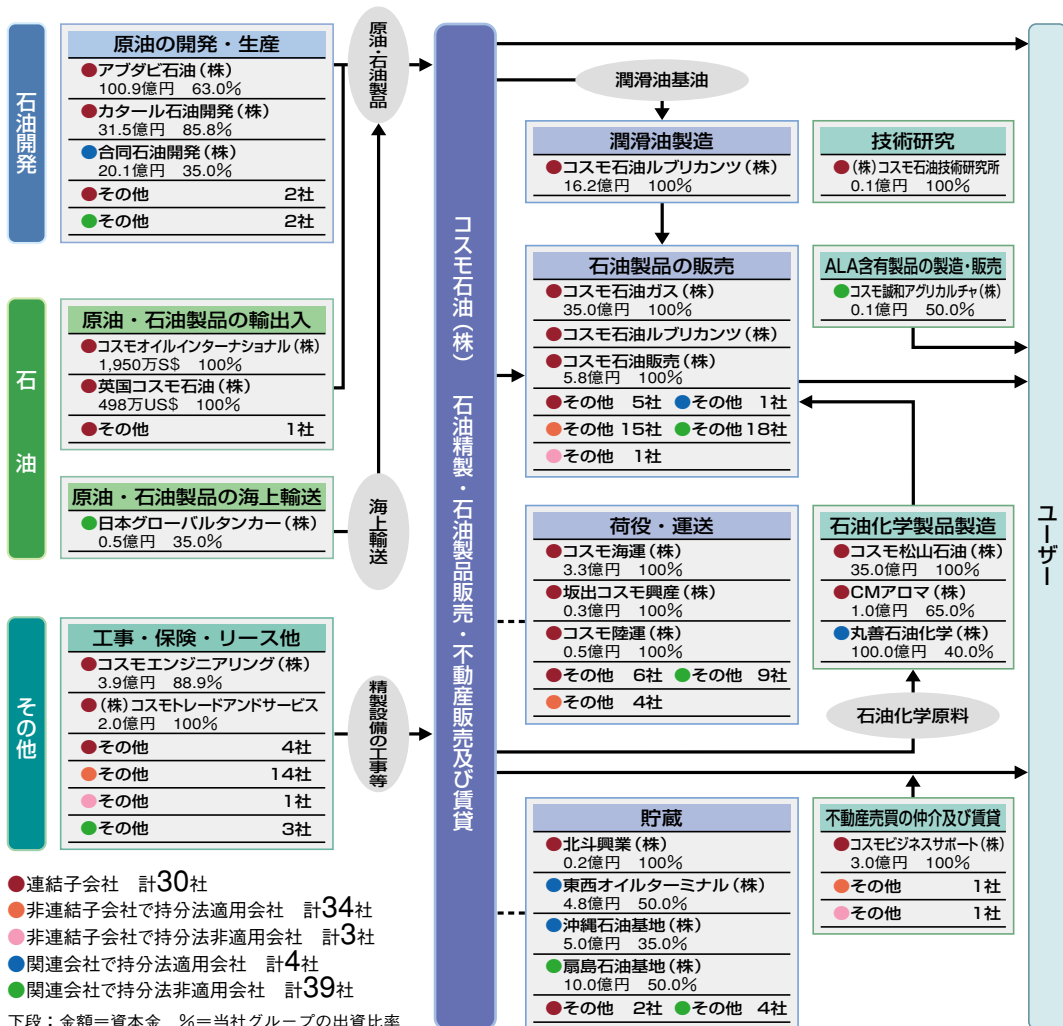 石油開発
原油の開発・生産
●アブダビ石油(株)
100.9億円 63.0%
●カタール石油開発(株)
31.5億円 85.8%
●合同石油開発(株)
20.1億円 35.0%
●その他 2社
●その他 2社
原油・石油製品
石油
原油・石油製品の輸出入
●コスモオイルインターナショナル(株)
1,950万S$ 100%
●英国コスモ石油(株)
498万US$ 100%
●その他 1社
原油・石油製品の海上輸送
●日本グローバルタンカー(株)
0.5億円 35.0%
海上輸送
その他
工事・保険・リース他
●コスモエンジニアリング(株)
3.9億円 88.9%
●(株)コスモトレードアンドサービス
2.0億円 100%
●その他 4社
●その他 14社
●その他 1社
●その他 3社
精製設備の工事等
コスモ石油(株) 石油精製・石油製品販売・不動産販売及び賃貸
潤滑油基油
潤滑油製造
●コスモ石油ルブリカンツ(株)
16.2億円 100%
技術研究
●(株)コスモ石油技術研究所
0.1億円 100%
石油製品の販売
●コスモ石油ガス(株)
35.0億円 100%
●コスモ石油ルブリカンツ(株)
●コスモ石油販売(株)
5.8億円 100%
●その他 5社 ●その他 1社
●その他 15社 ●その他 18社
●その他 1社
ALA含有製品の製造・販売
●コスモ誠和アグリカルチャ(株)
0.1億円 50.0%
荷役・運送
●コスモ海運(株)
3.3億円 100%
●坂出コスモ興産(株)
0.3億円 100%
●コスモ陸運(株)
0.5億円 100%
●その他 6社 ●その他 9社
●その他 4社
石油化学製品製造
●コスモ松山石油(株)
35.0億円 100%
●CMアロマ(株)
1.0億円 65.0%
●丸善石油化学(株)
100.0億円 40.0%
石油化学原料
貯蔵
●北斗興業(株)
0.2億円 100%
●東西オイルターミナル(株)
4.8億円 50.0%
●沖縄石油基地(株)
5.0億円 35.0%
●扇島石油基地(株)
10.0億円 50.0%
●その他 2社 ●その他 4社
不動産売買の仲介及び賃貸
●コスモビジネスサポート(株)
3.0億円 100%
●その他 1社
●その他 1社
ユーザー
●連結子会社 計30社
●非連結子会社で持分法適用会社 計34社
●非連結子会社で持分法非適用会社 計3社
●関連会社で持分法適用会社 計4社
●関連会社で持分法非適用会社 計39社
下段:金額=資本金 %=当社グループの出資比率